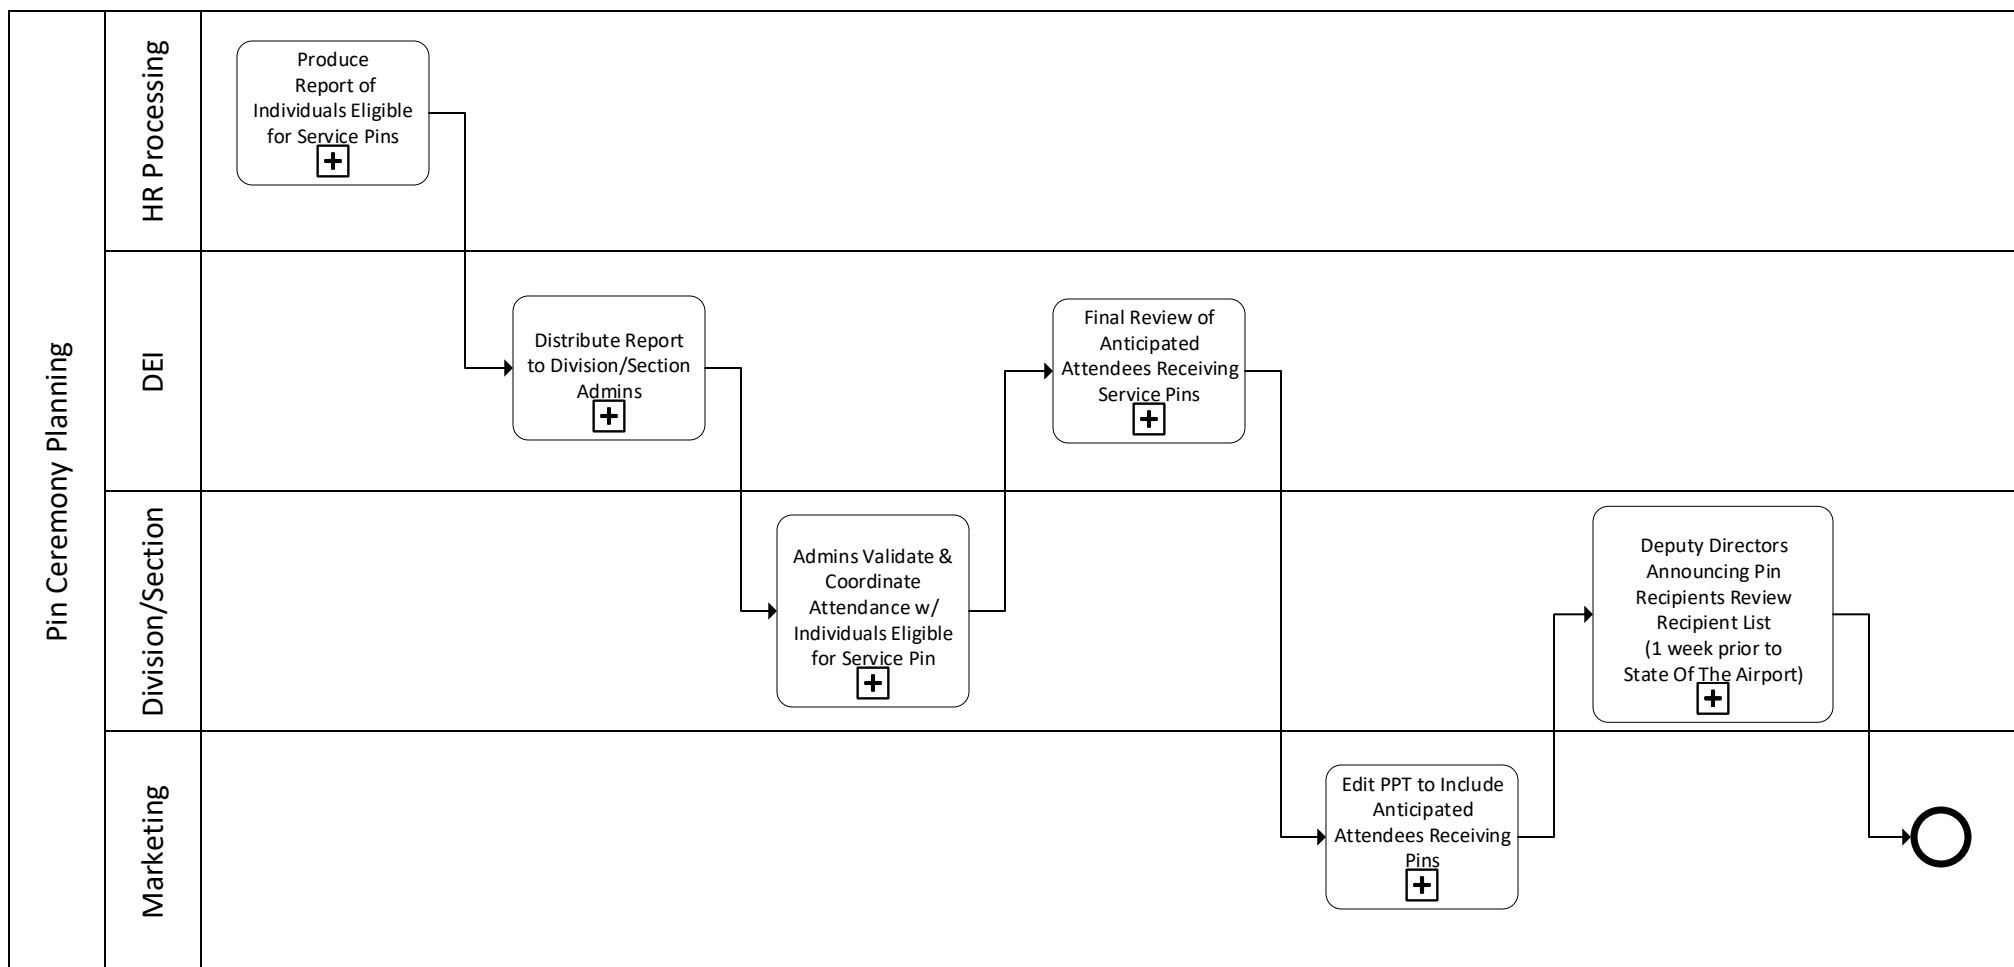 Pin Ceremony Planning
HR Processing
Produce
Report of
Individuals Eligible
for Service Pins
DEI
Distribute Report
to Division/Section
Admins
Final Review of
Anticipated
Attendees Receiving
Service Pins
Division/Section
Admins Validate &
Coordinate
Attendance w/
Individuals Eligible
for Service Pin
Deputy Directors
Announcing Pin
Recipients Review
Recipient List
(1 week prior to
State Of The Airport)
Marketing
Edit PPT to Include
Anticipated
Attendees Receiving
Pins